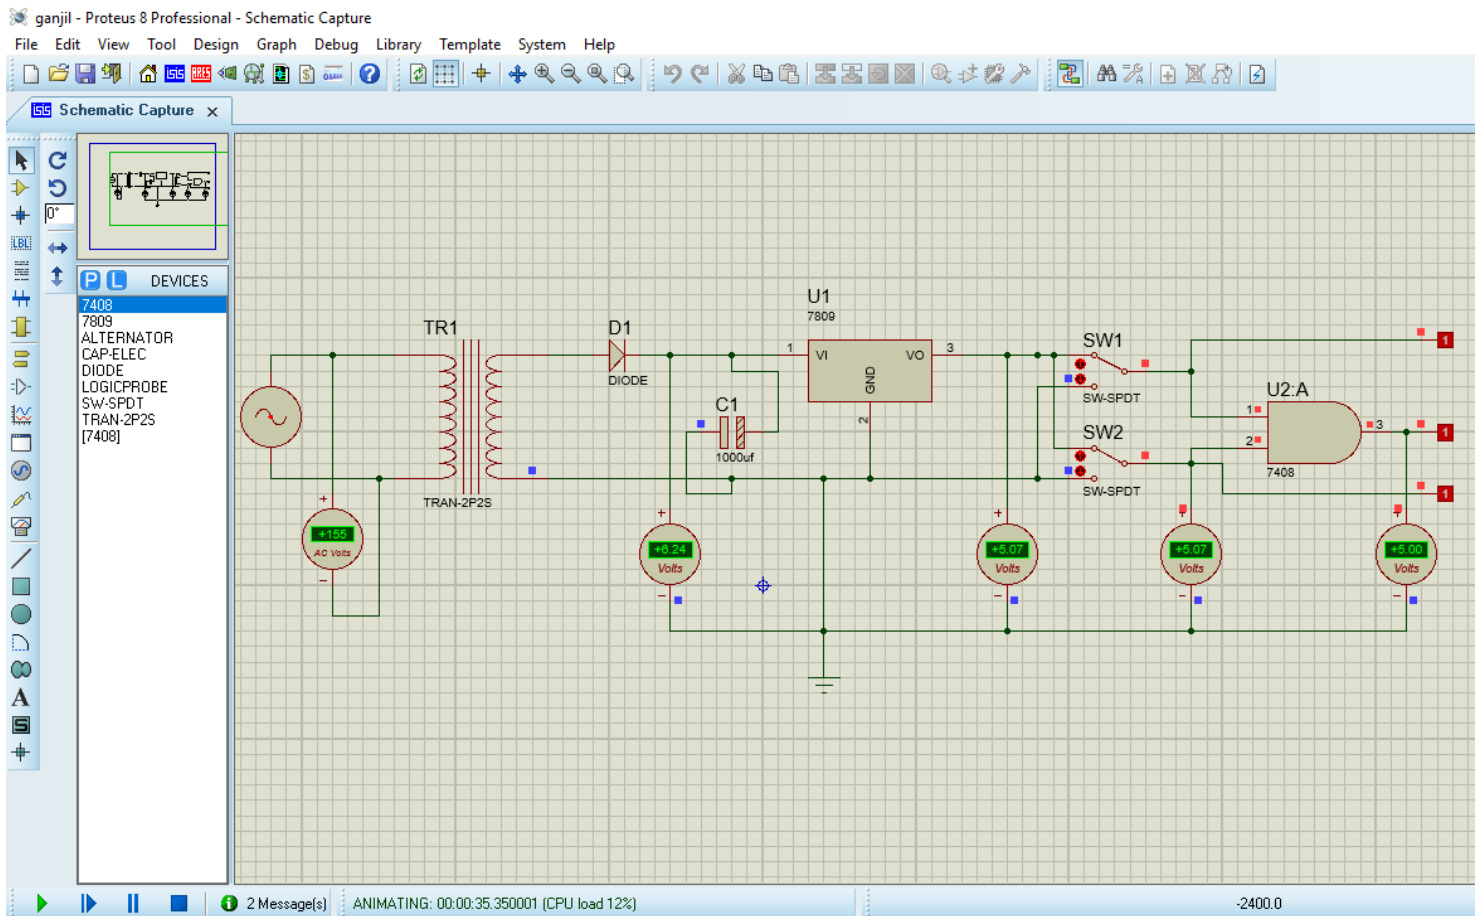 ganjil - Proteus 8 Professional - Schematic Capture
File Edit View Tool Design Graph Debug Library Template System Help
Schematic Capture
0°
LBL
P L DEVICES
7408
7809
ALTERNATOR
CAP-ELEC
DIODE
LOGICPROBE
SW-SPDT
TRAN-2P2S
[7408]
A
S
TR1
TRAN-2P2S
D1
DIODE
C1
1000uf
U1
7809
1 VI VO 3
GND
2
SW1
SW-SPDT
SW2
SW-SPDT
U2:A
1
2
3
7408
1
1
1
+
+155
AC Volts
−
+
+6.24
Volts
−
+
+5.07
Volts
−
+
+5.07
Volts
−
+
+5.00
Volts
−
2 Message(s) ANIMATING: 00:00:35.350001 (CPU load 12%) -2400.0